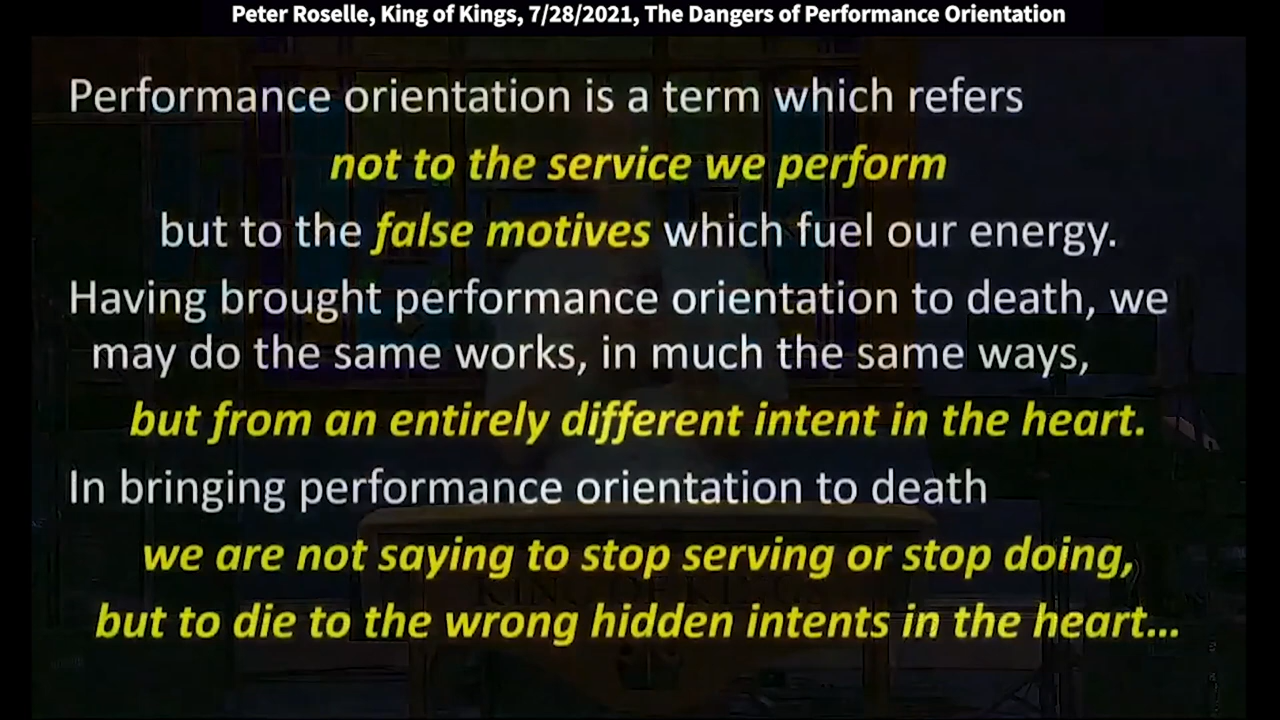 Peter Roselle, King of Kings, 7/28/2021, The Dangers of Performance Orientation
Performance orientation is a term which refers
not to the service we perform
but to the false motives which fuel our energy.
Having brought performance orientation to death, we
may do the same works, in much the same ways,
but from an entirely different intent in the heart.
In bringing performance orientation to death
we are not saying to stop serving or stop doing,
KING OF KINGS
but to die to the wrong hidden intents in the heart...